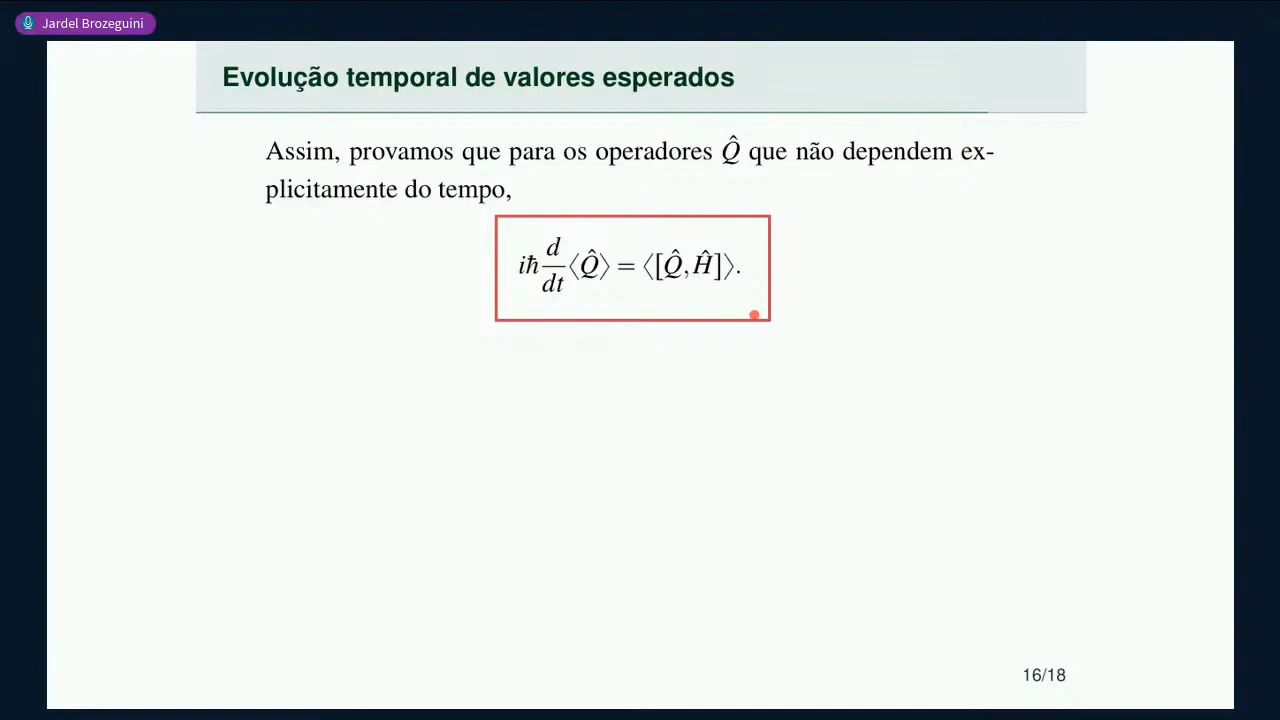 Jardel Brozeguini
Evolução temporal de valores esperados
Assim, provamos que para os operadores Q̂ que não dependem ex-
plicitamente do tempo,
iħ d/dt ⟨Q̂⟩ = ⟨[Q̂, Ĥ]⟩.
16/18